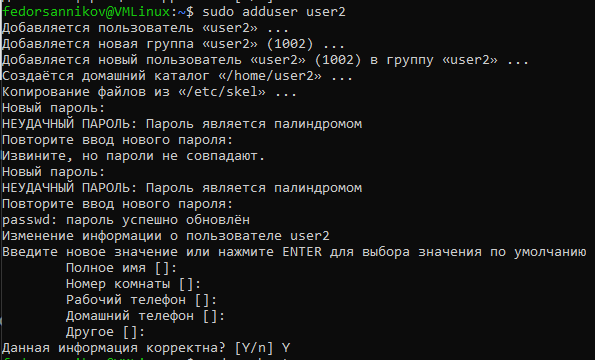 fedorsannikov@VMLinux:~$ sudo adduser user2
Добавляется пользователь «user2» ...
Добавляется новая группа «user2» (1002) ...
Добавляется новый пользователь «user2» (1002) в группу «user2» ...
Создаётся домашний каталог «/home/user2» ...
Копирование файлов из «/etc/skel» ...
Новый пароль:
НЕУДАЧНЫЙ ПАРОЛЬ: Пароль является палиндромом
Повторите ввод нового пароля:
Извините, но пароли не совпадают.
Новый пароль:
НЕУДАЧНЫЙ ПАРОЛЬ: Пароль является палиндромом
Повторите ввод нового пароля:
passwd: пароль успешно обновлён
Изменение информации о пользователе user2
Введите новое значение или нажмите ENTER для выбора значения по умолчанию
Полное имя []:
Номер комнаты []:
Рабочий телефон []:
Домашний телефон []:
Другое []:
Данная информация корректна? [Y/n] Y